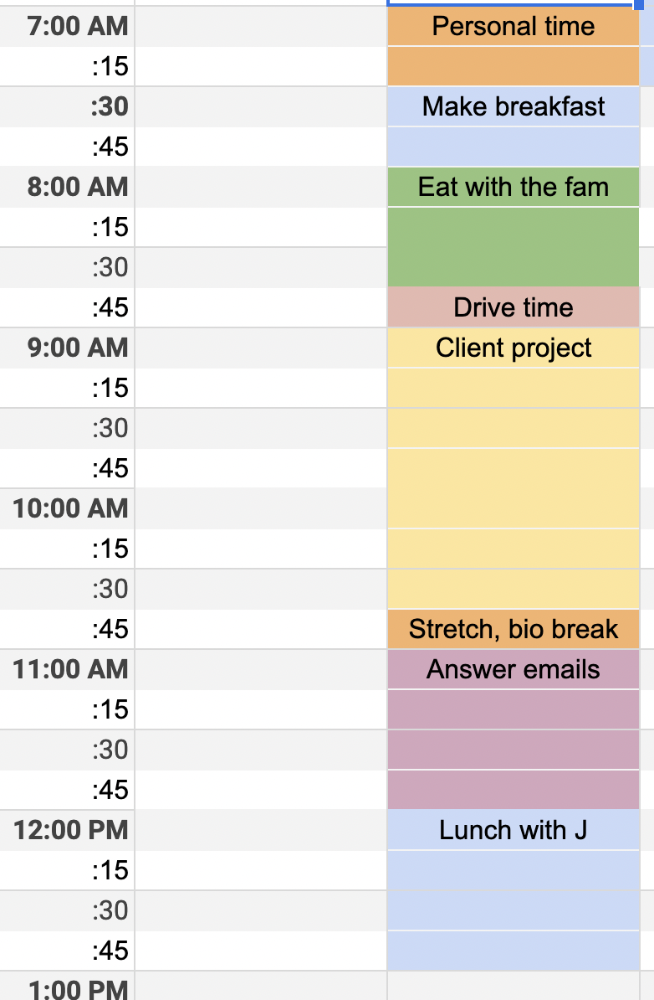 7:00 AM Personal time
:15
:30 Make breakfast
:45
8:00 AM Eat with the fam
:15
:30
:45 Drive time
9:00 AM Client project
:15
:30
:45
10:00 AM
:15
:30
:45 Stretch, bio break
11:00 AM Answer emails
:15
:30
:45
12:00 PM Lunch with J
:15
:30
:45
1:00 PM